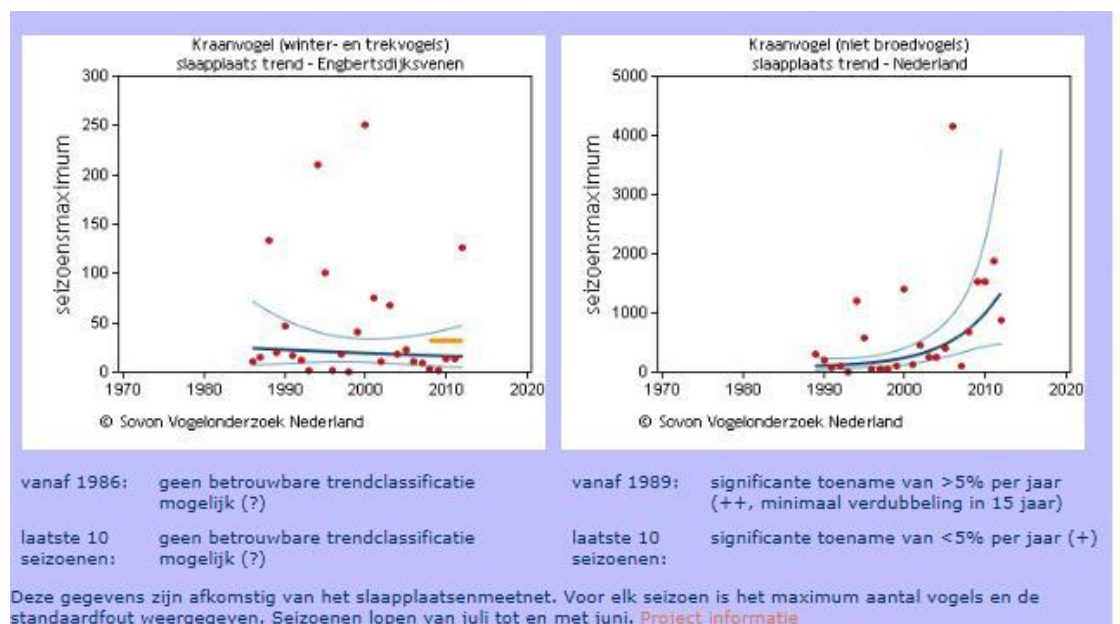 Kraanvogel (winter- en trekvogels)
slaapplaats trend - Engbertsdijksvenen
300
250
200
150
100
50
0
seizoensmaximum
1970
1980
1990
2000
2010
2020
© Sovon Vogelonderzoek Nederland
Kraanvogel (niet broedvogels)
slaapplaats trend - Nederland
5000
4000
3000
2000
1000
0
seizoensmaximum
1970
1980
1990
2000
2010
2020
© Sovon Vogelonderzoek Nederland
vanaf 1986: geen betrouwbare trendclassificatie
mogelijk (?)
laatste 10 geen betrouwbare trendclassificatie
seizoenen: mogelijk (?)
vanaf 1989: significante toename van >5% per jaar
(++, minimaal verdubbeling in 15 jaar)
laatste 10 significante toename van <5% per jaar (+)
seizoenen:
Deze gegevens zijn afkomstig van het slaapplaatsenmeetnet. Voor elk seizoen is het maximum aantal vogels en de
standaardfout weergegeven. Seizoenen lopen van juli tot en met juni. Project informatie